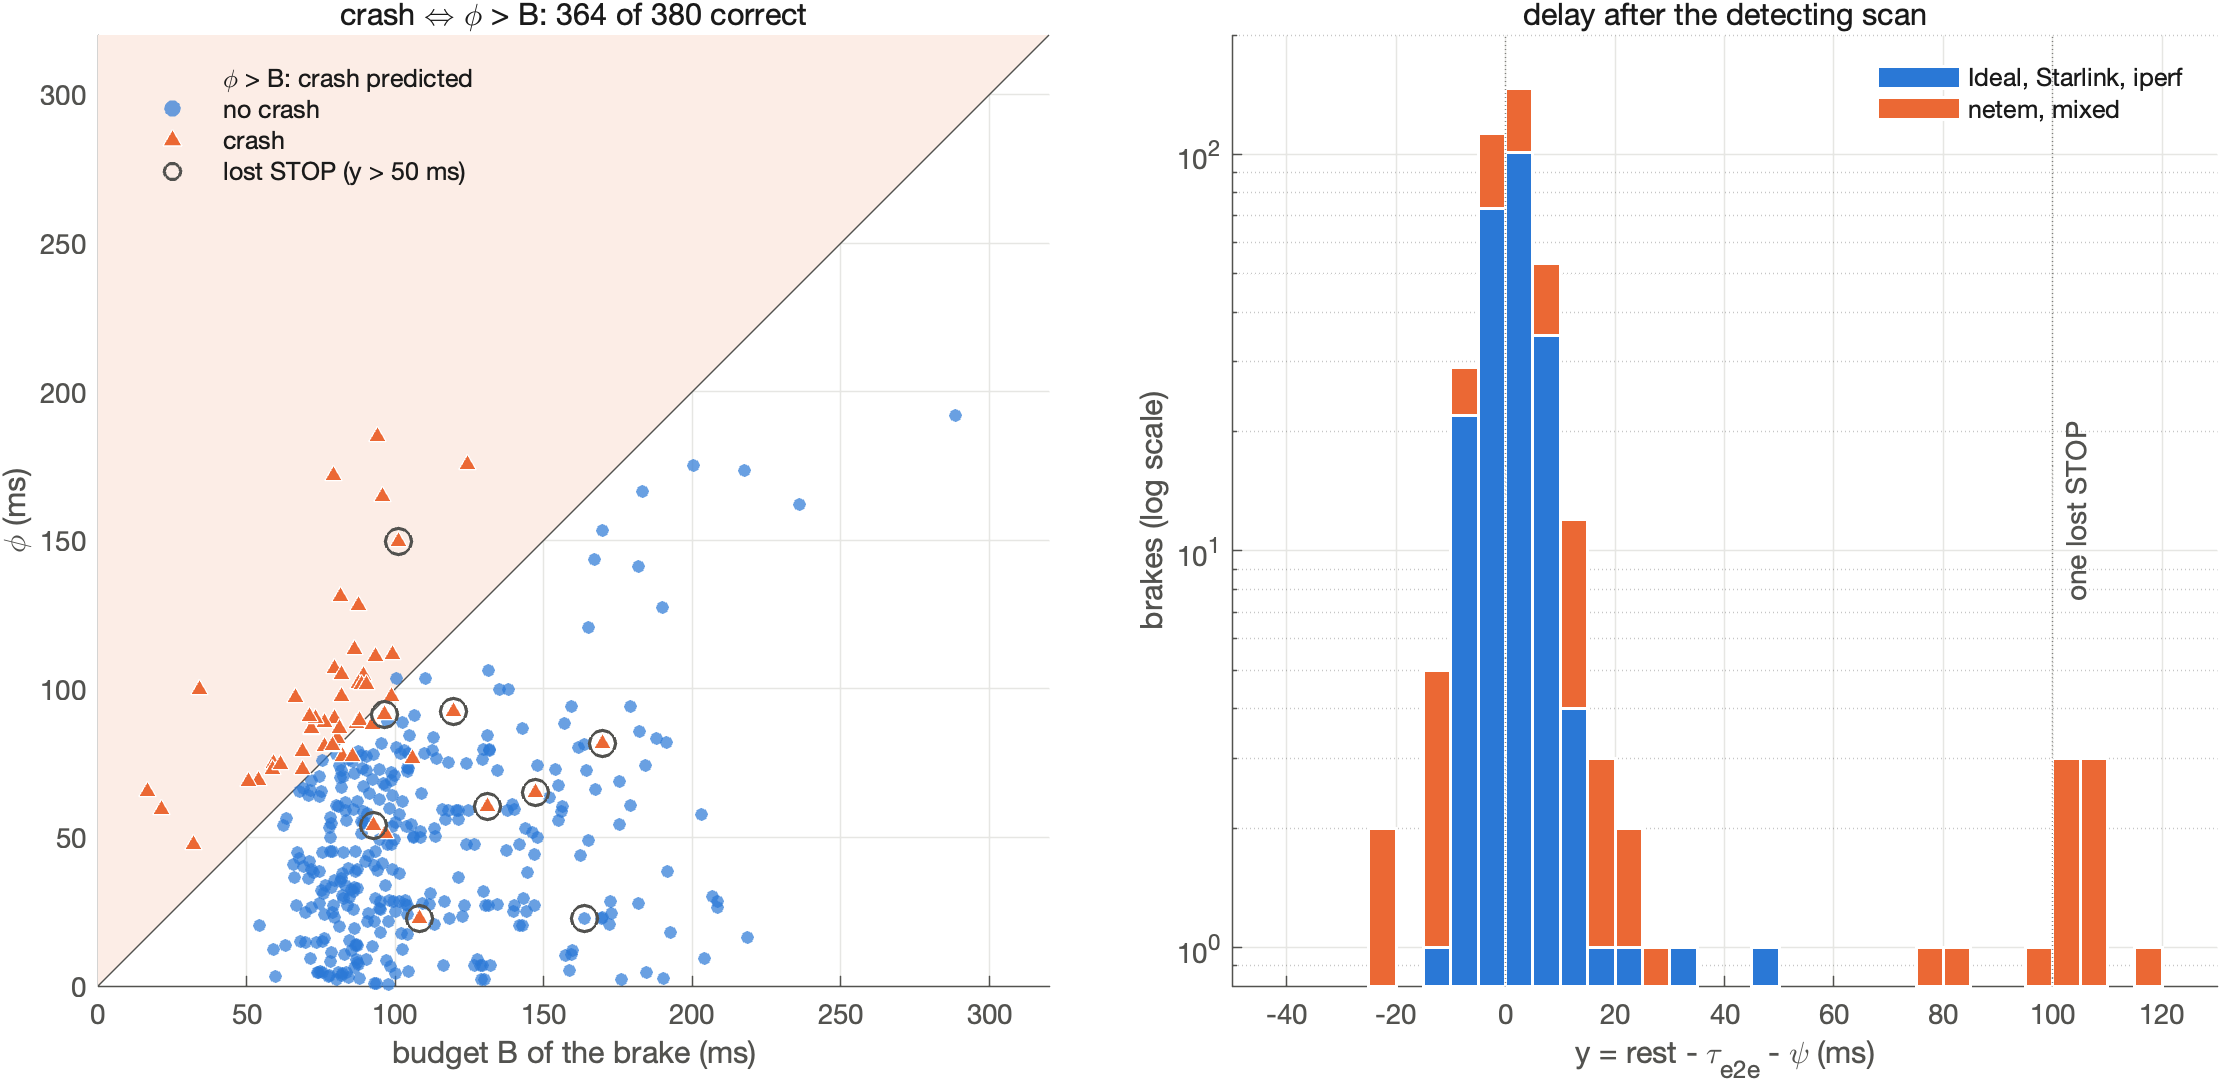 crash ⇔ ϕ > B: 364 of 380 correct
ϕ > B: crash predicted
no crash
crash
lost STOP (y > 50 ms)
300
250
200
150
100
50
0
0 50 100 150 200 250 300
ϕ (ms)
budget B of the brake (ms)
delay after the detecting scan
Ideal, Starlink, iperf
netem, mixed
one lost STOP
10²
10¹
10⁰
-40 -20 0 20 40 60 80 100 120
brakes (log scale)
y = rest - τe2e - ψ (ms)